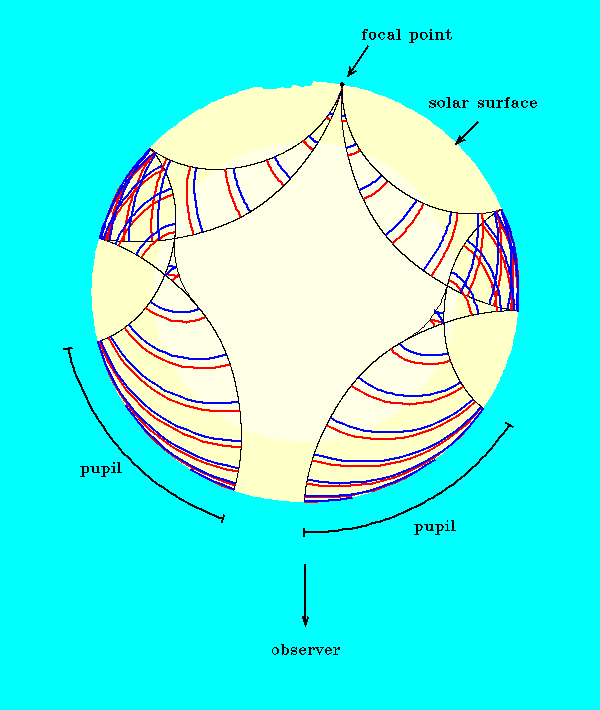 focal point
solar surface
pupil
pupil
observer